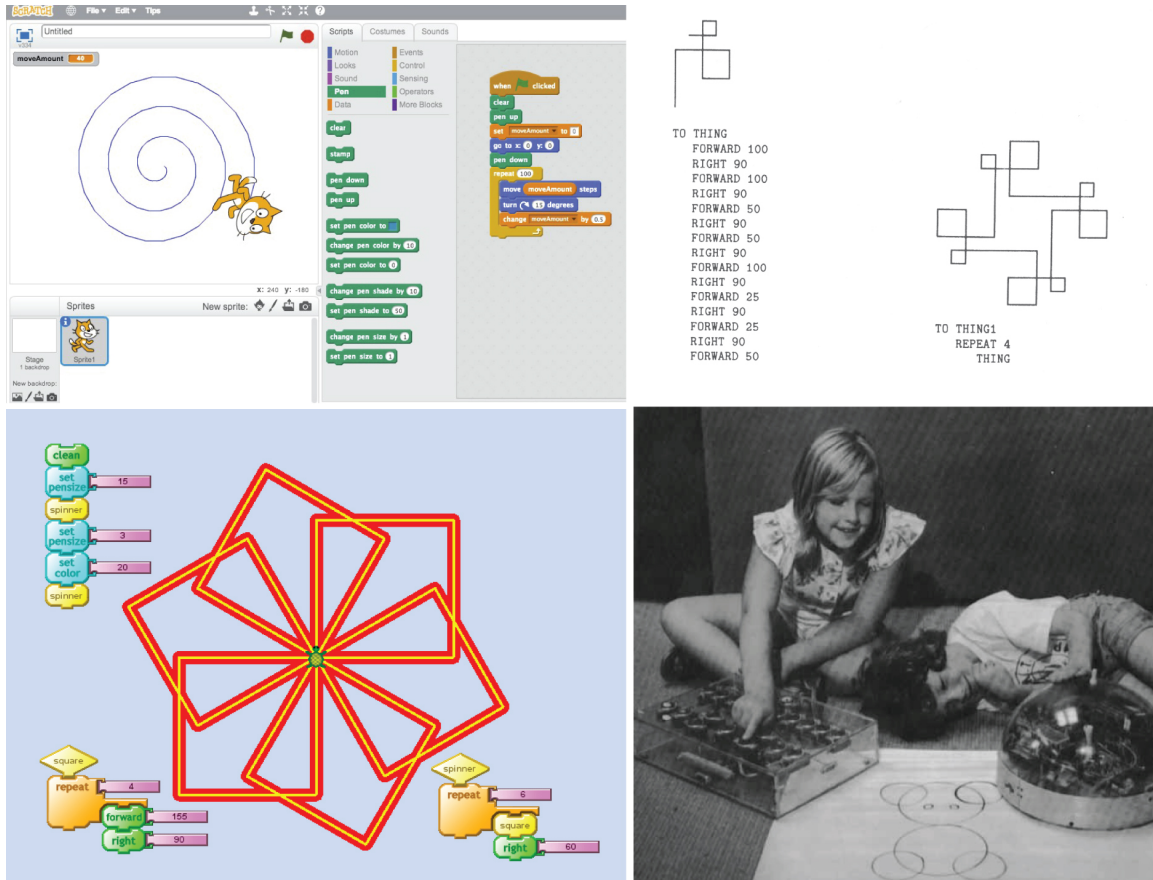 SCRATCH File Edit Tips
Untitled
v334
moveAmount 40
x: 240 y: -180
Sprites New sprite:
Stage
1 backdrop
New backdrop:
Sprite1
Scripts Costumes Sounds
Motion Events
Looks Control
Sound Sensing
Pen Operators
Data More Blocks
clear
stamp
pen down
pen up
set pen color to
change pen color by 10
set pen color to 0
change pen shade by 10
set pen shade to 50
change pen size by 1
set pen size to 1
when clicked
clear
pen up
set moveAmount to 0
go to x: 0 y: 0
pen down
repeat 100
move moveAmount steps
turn 15 degrees
change moveAmount by 0.5
TO THING
FORWARD 100
RIGHT 90
FORWARD 100
RIGHT 90
FORWARD 50
RIGHT 90
FORWARD 50
RIGHT 90
FORWARD 100
RIGHT 90
FORWARD 25
RIGHT 90
FORWARD 25
RIGHT 90
FORWARD 50
TO THING1
REPEAT 4
THING
clean
set pensize 15
spinner
set pensize 3
set color 20
spinner
square
repeat 4
forward 155
right 90
spinner
repeat 6
square
right 60